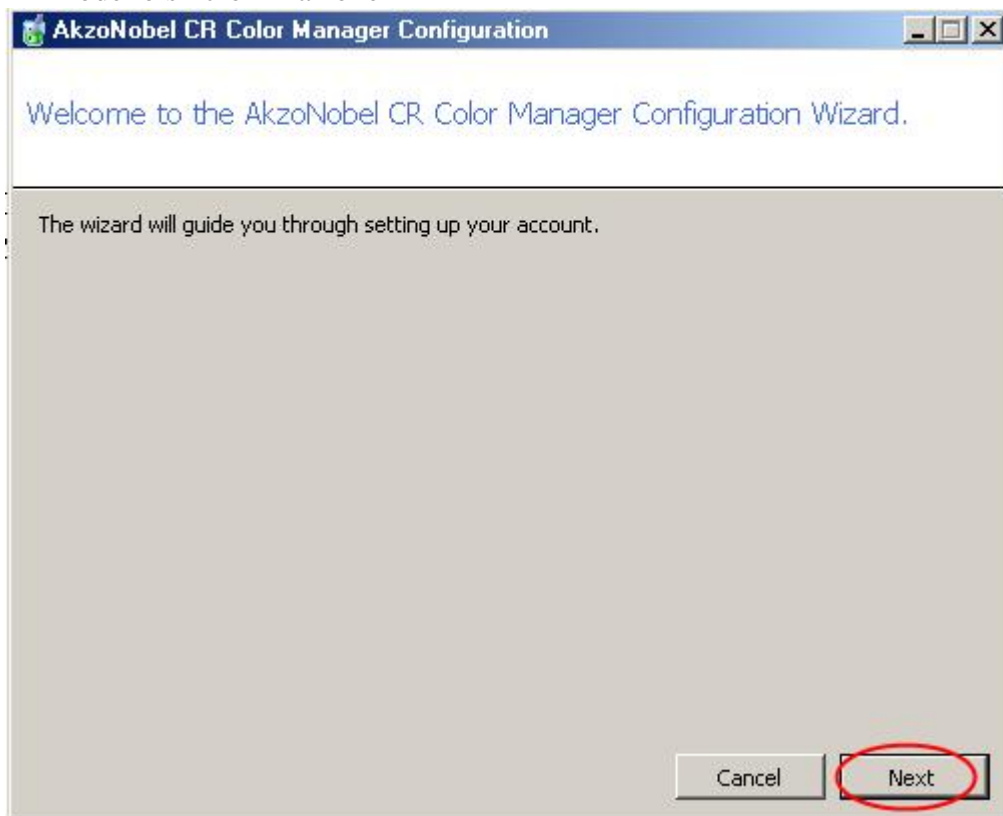 AkzoNobel CR Color Manager Configuration
Welcome to the AkzoNobel CR Color Manager Configuration Wizard.
The wizard will guide you through setting up your account.
Cancel
Next